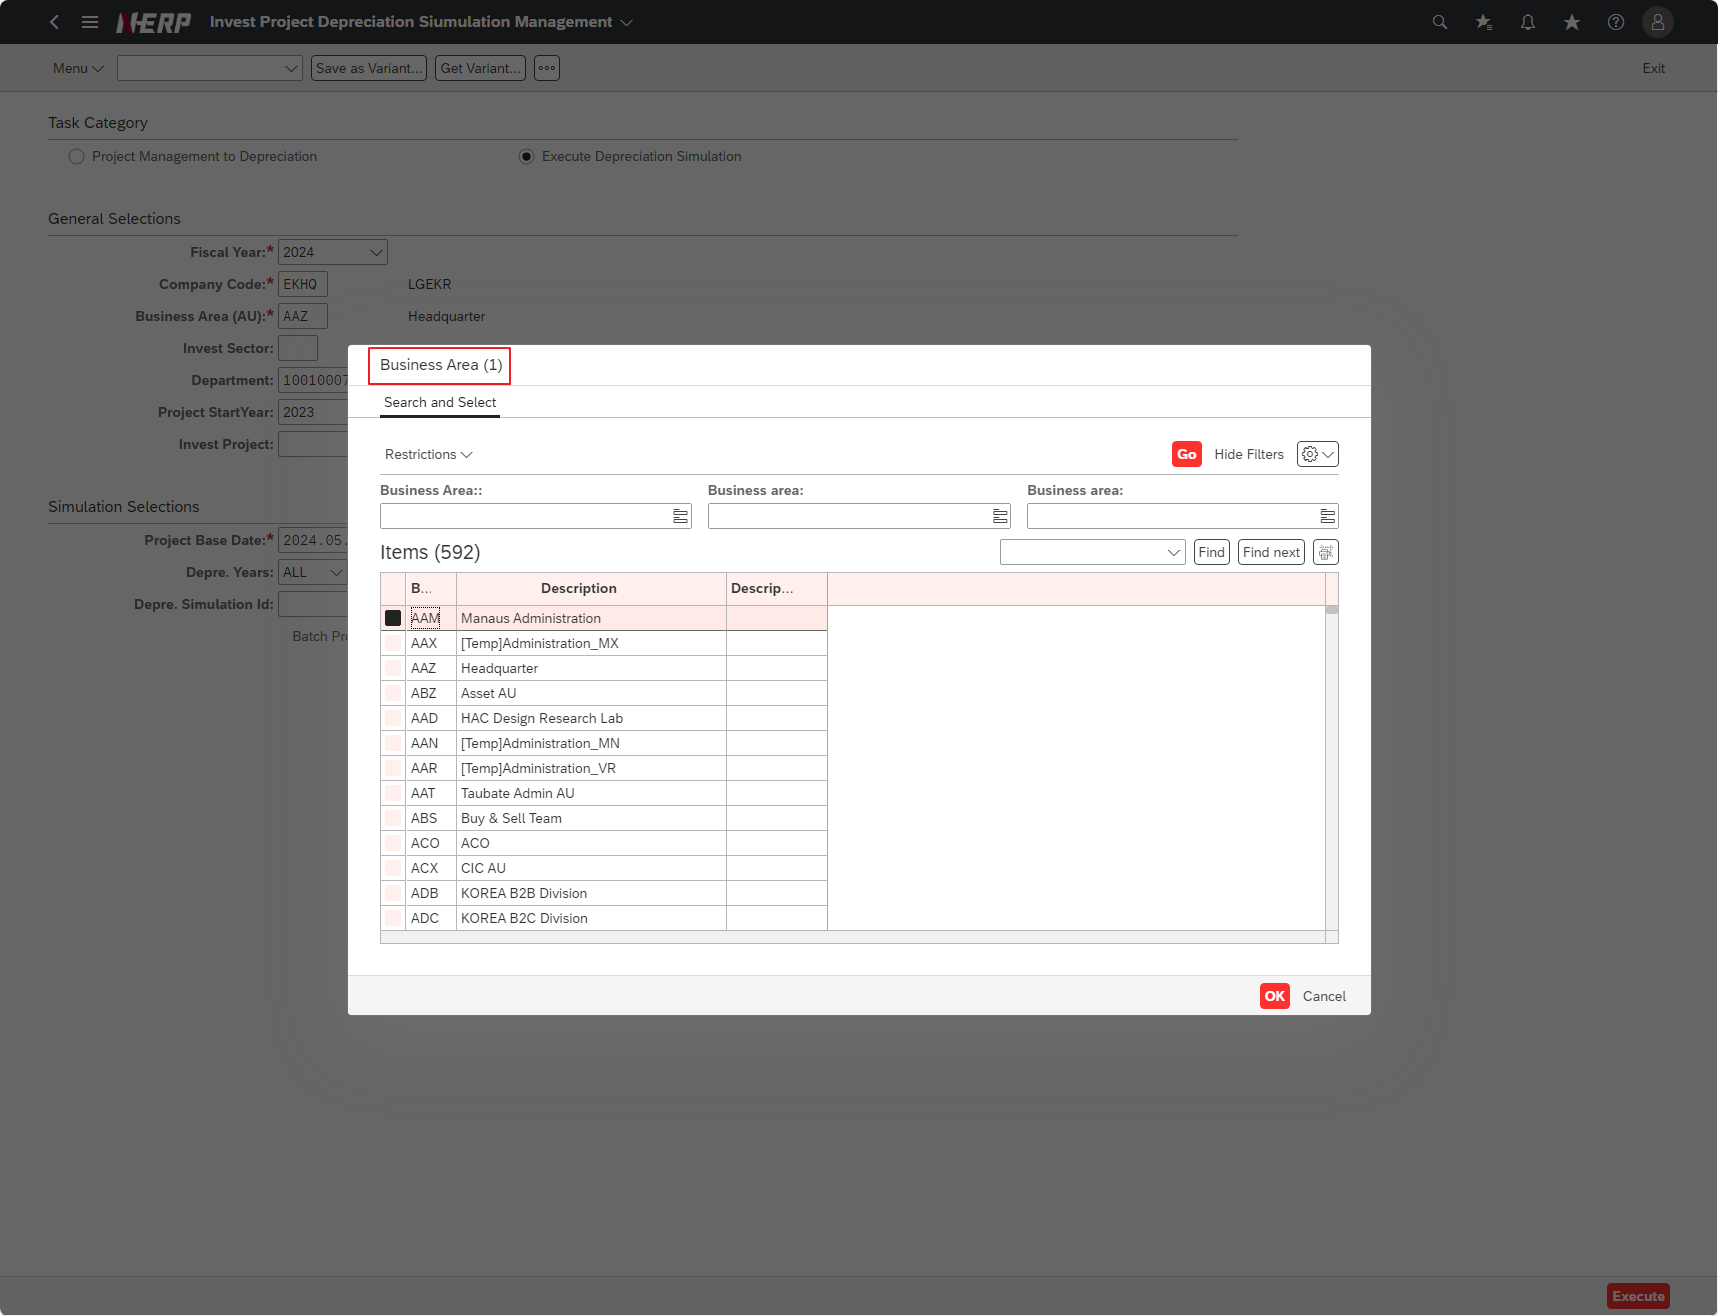 NERP Invest Project Depreciation Siumulation Management
Menu Save as Variant... Get Variant... Exit
Task Category
Project Management to Depreciation Execute Depreciation Simulation
General Selections
Fiscal Year:* 2024
Company Code:* EKHQ LGEKR
Business Area (AU):* AAZ Headquarter
Invest Sector:
Department: 10010007
Project StartYear: 2023
Invest Project:
Simulation Selections
Project Base Date:* 2024.05.
Depre. Years: ALL
Depre. Simulation Id:
Batch Pr
Business Area (1)
Search and Select
Restrictions Go Hide Filters
Business Area:: Business area: Business area:
Items (592) Find Find next
B... Description Descrip...
AAM Manaus Administration
AAX [Temp]Administration_MX
AAZ Headquarter
ABZ Asset AU
AAD HAC Design Research Lab
AAN [Temp]Administration_MN
AAR [Temp]Administration_VR
AAT Taubate Admin AU
ABS Buy & Sell Team
ACO ACO
ACX CIC AU
ADB KOREA B2B Division
ADC KOREA B2C Division
OK Cancel
Execute